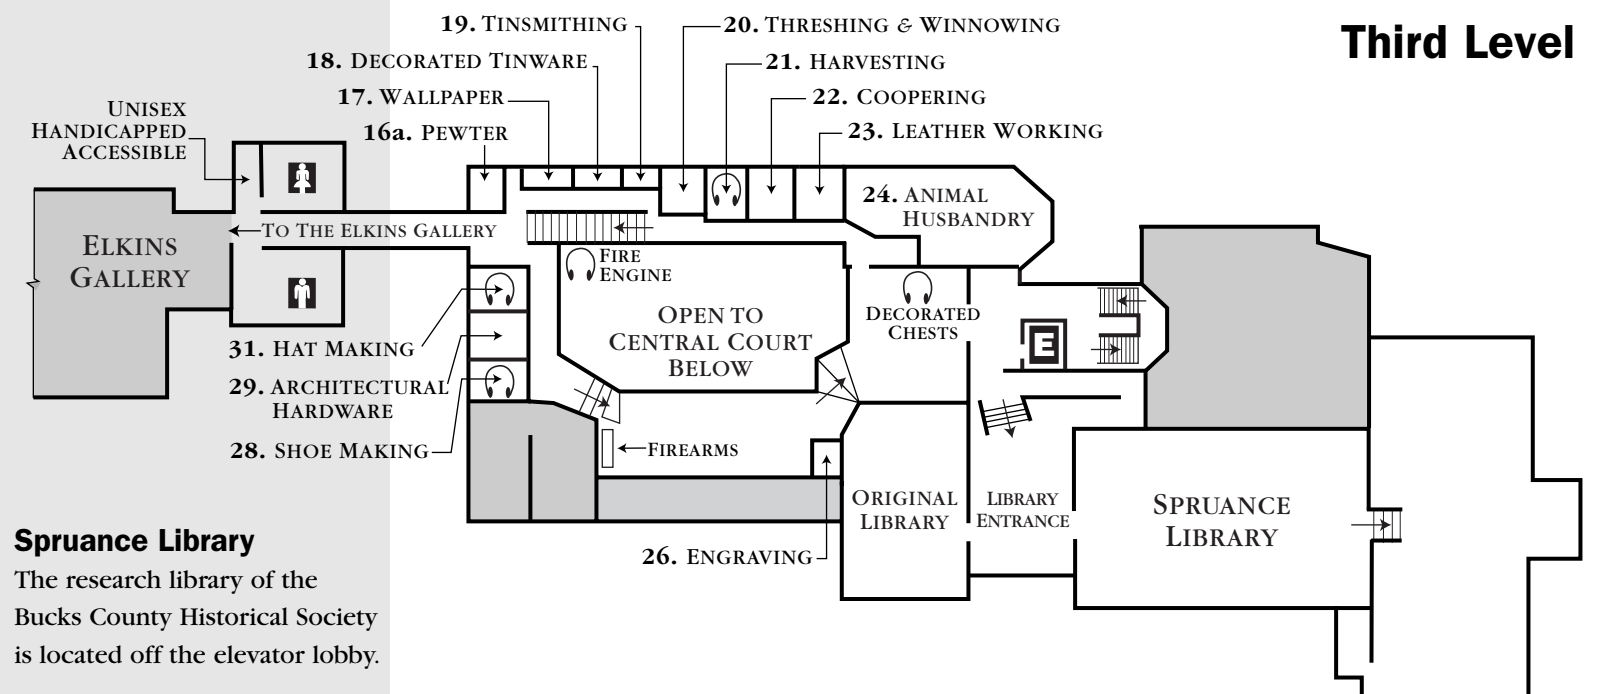 Third Level
19. TINSMITHING
20. THRESHING & WINNOWING
18. DECORATED TINWARE
21. HARVESTING
17. WALLPAPER
22. COOPERING
16a. PEWTER
23. LEATHER WORKING
UNISEX
HANDICAPPED
ACCESSIBLE
24. ANIMAL
HUSBANDRY
TO THE ELKINS GALLERY
ELKINS
GALLERY
FIRE
ENGINE
OPEN TO
CENTRAL COURT
BELOW
DECORATED
CHESTS
E
31. HAT MAKING
29. ARCHITECTURAL
HARDWARE
28. SHOE MAKING
FIREARMS
ORIGINAL
LIBRARY
LIBRARY
ENTRANCE
SPRUANCE
LIBRARY
26. ENGRAVING
Spruance Library
The research library of the
Bucks County Historical Society
is located off the elevator lobby.